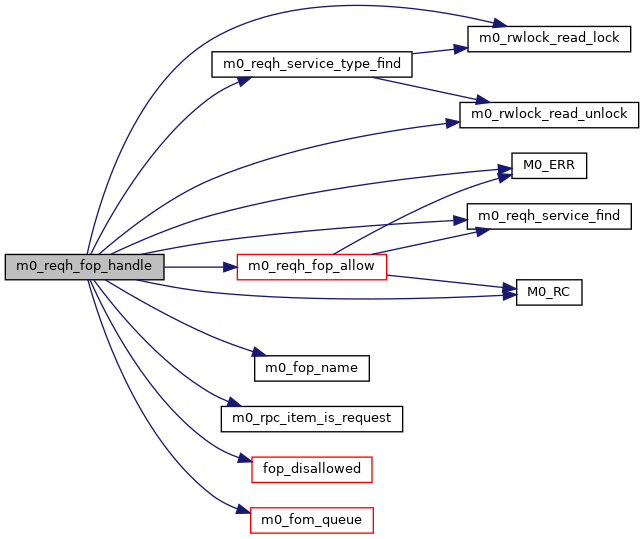 m0_rwlock_read_lock
m0_reqh_service_type_find
m0_rwlock_read_unlock
M0_ERR
m0_reqh_service_find
m0_reqh_fop_handle
m0_reqh_fop_allow
M0_RC
m0_fop_name
m0_rpc_item_is_request
fop_disallowed
m0_fom_queue